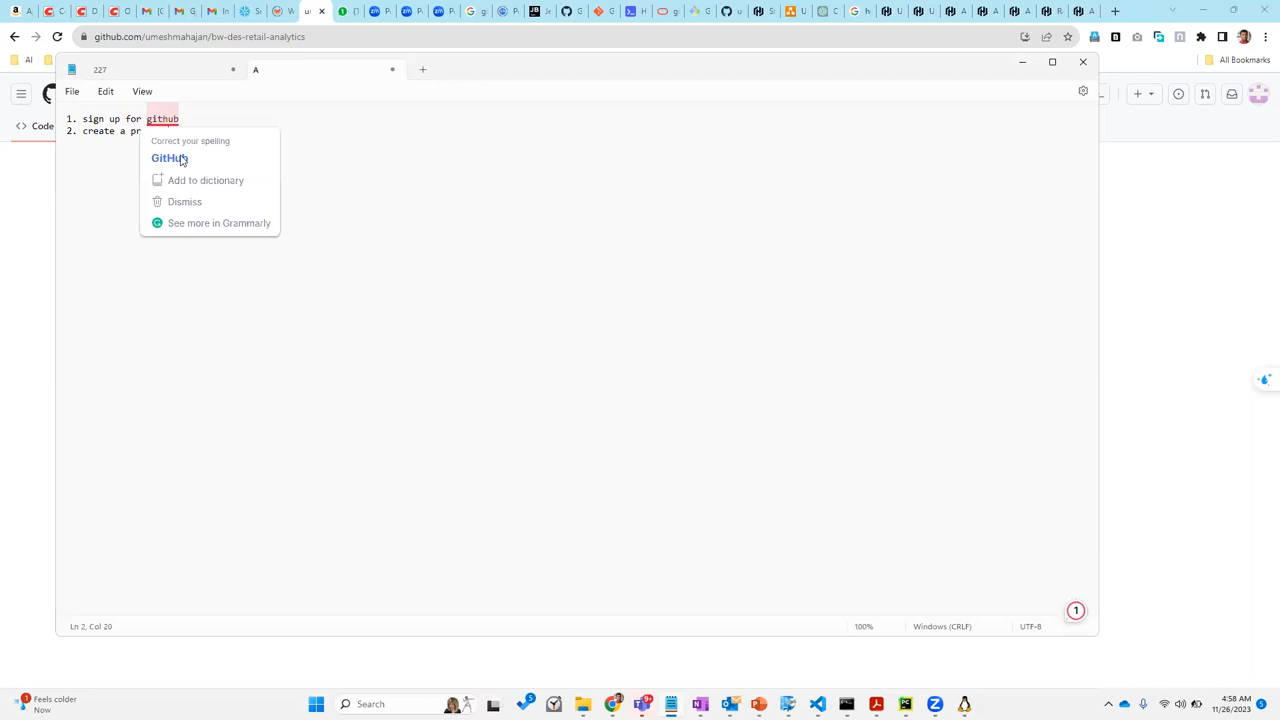 github.com/umeshmahajan/bw-des-retail-analytics
AI
All Bookmarks
227
A
File Edit View
<> Code
1. sign up for github
2. create a pr
Correct your spelling
GitHub
Add to dictionary
Dismiss
See more in Grammarly
1
Ln 2, Col 20
100%
Windows (CRLF)
UTF-8
Feels colder
Now
Search
4:58 AM
11/26/2023